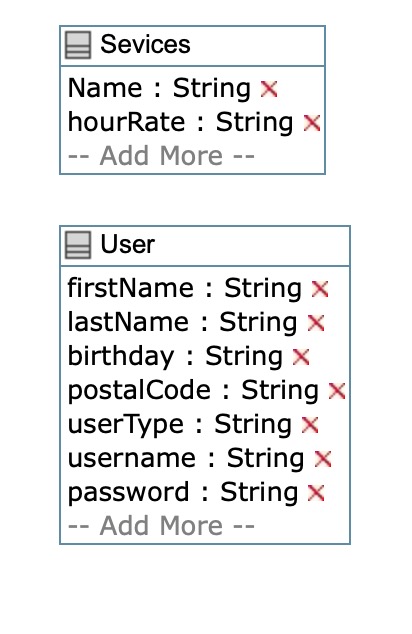 Sevices
Name : String
hourRate : String
-- Add More --
User
firstName : String
lastName : String
birthday : String
postalCode : String
userType : String
username : String
password : String
-- Add More --